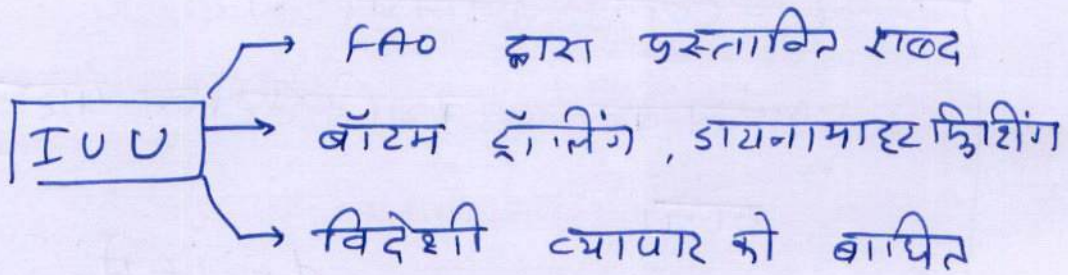 FAO द्वारा प्रस्तावित शब्द
IUU
बॉटम ट्रॉलिंग, डायनामाइट फिशींग
विदेशी व्यापार को बाधित